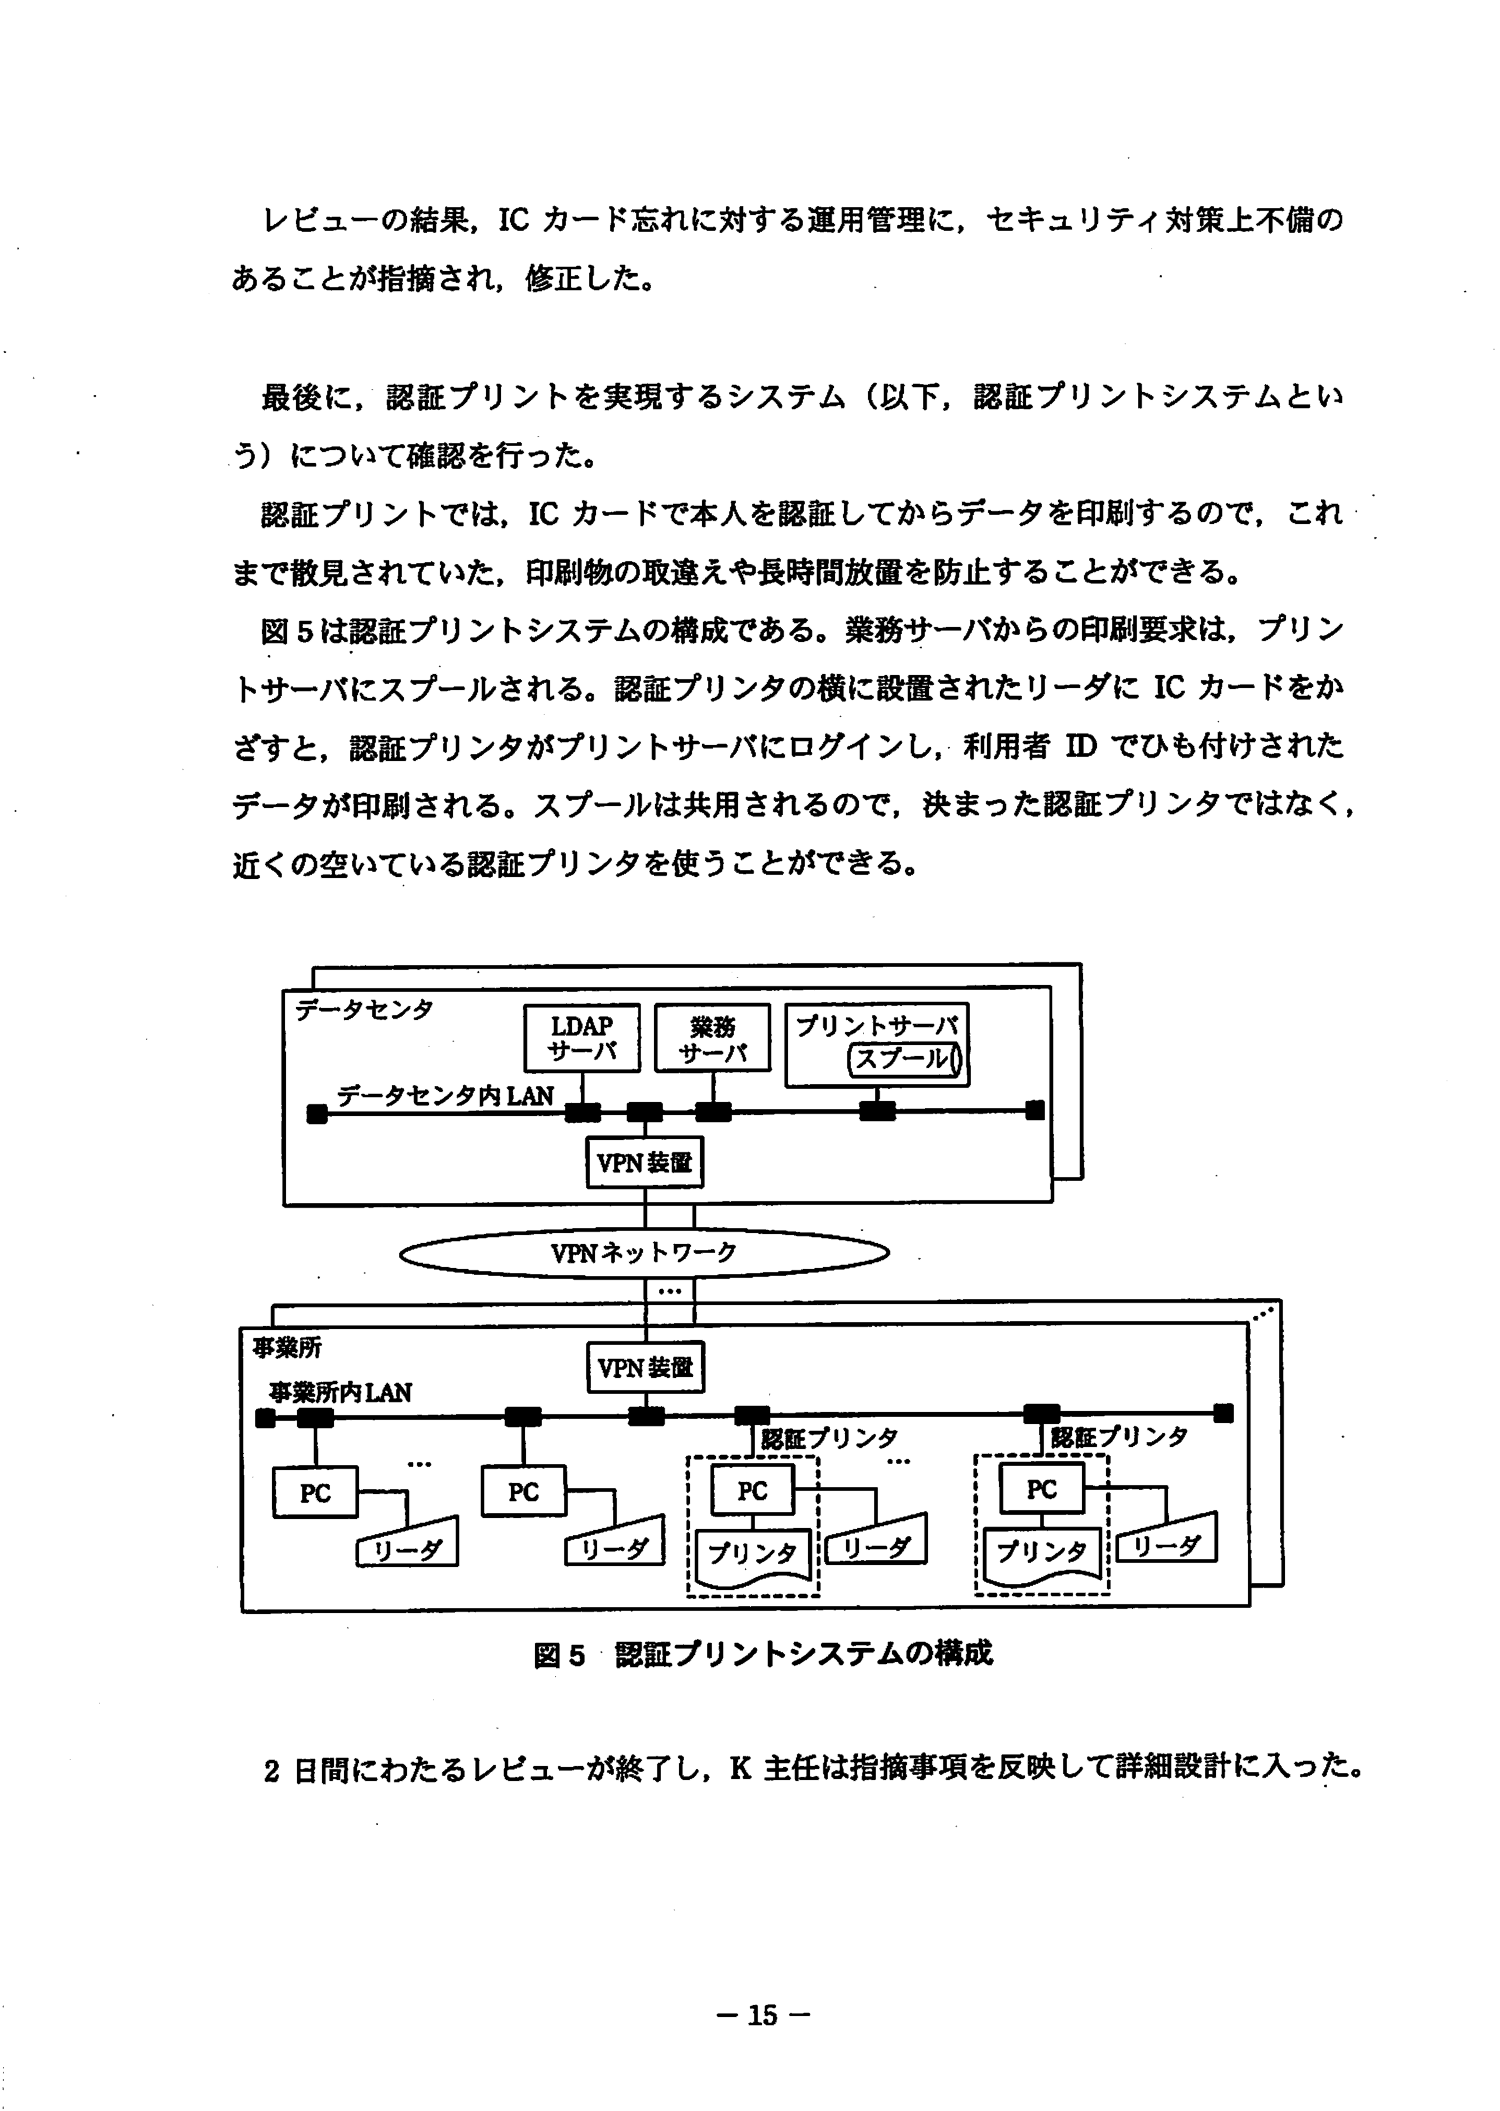 レビューの結果，IC カード忘れに対する運用管理に，セキュリティ対策上不備の
あることが指摘され，修正した。
最後に，認証プリントを実現するシステム（以下，認証プリントシステムとい
う）について確認を行った。
認証プリントでは，IC カードで本人を認証してからデータを印刷するので，これ
まで散見されていた，印刷物の取違えや長時間放置を防止することができる。
図 5 は認証プリントシステムの構成である。業務サーバからの印刷要求は，プリン
トサーバにスプールされる。認証プリンタの横に設置されたリーダに IC カードをか
ざすと，認証プリンタがプリントサーバにログインし，利用者 ID でひも付けされた
データが印刷される。スプールは共用されるので，決まった認証プリンタではなく，
近くの空いている認証プリンタを使うことができる。
データセンタ
LDAP
サーバ
業務
サーバ
プリントサーバ
スプール
データセンタ内 LAN
VPN 装置
VPN ネットワーク
…
事業所
VPN 装置
事業所内 LAN
認証プリンタ
…
認証プリンタ
PC
…
PC
PC
PC
リーダ
リーダ
プリンタ
リーダ
プリンタ
リーダ
図 5 認証プリントシステムの構成
2 日間にわたるレビューが終了し，K 主任は指摘事項を反映して詳細設計に入った。
－ 15 －